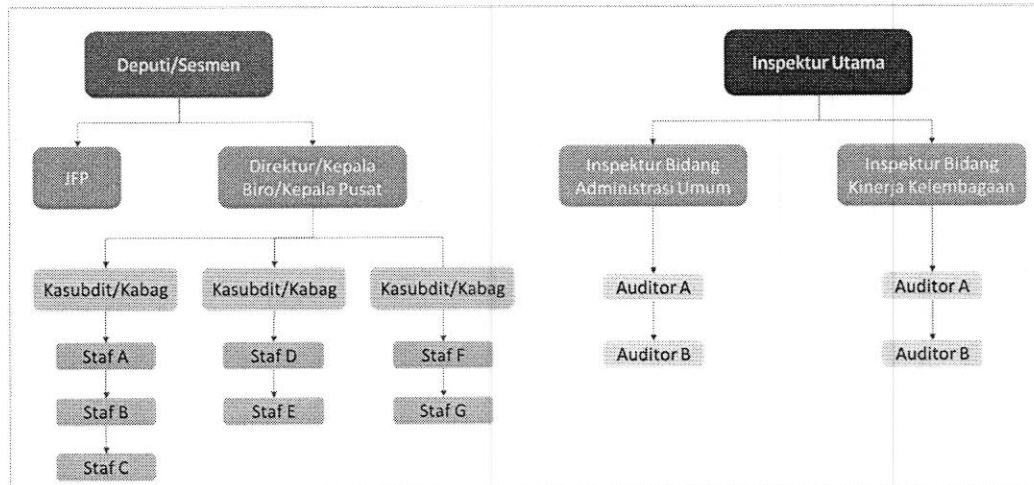 Deputi/Sesmen
JFP
Direktur/Kepala
Biro/Kepala Pusat
Kasubdit/Kabag
Kasubdit/Kabag
Kasubdit/Kabag
Staf A
Staf D
Staf F
Staf B
Staf E
Staf G
Staf C
Inspektur Utama
Inspektur Bidang
Administrasi Umum
Inspektur Bidang
Kinerja Kelembagaan
Auditor A
Auditor A
Auditor B
Auditor B